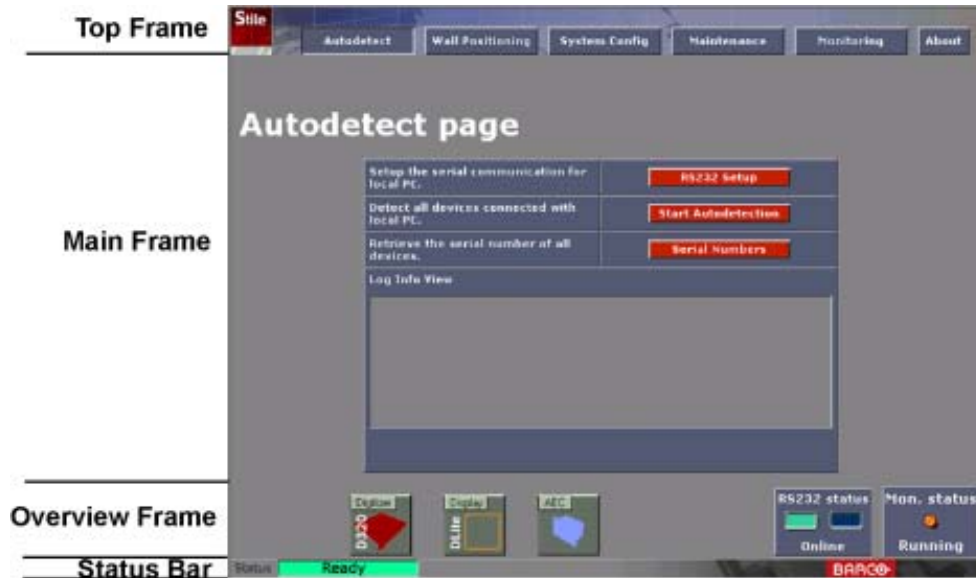 Top Frame
Stile
Autodetect
Wall Positioning
System Config
Maintenance
Monitoring
About
Autodetect page
Main Frame
Setup the serial communication for
local PC.
RS232 Setup
Detect all devices connected with
local PC.
Start Autodetection
Retrieve the serial number of all
devices.
Serial Numbers
Log Info View
Overview Frame
Digitizer
D320
Display
DLite
AEC
RS232 status
Online
Mon. status
Running
Status Bar
Status
Ready
BARCO